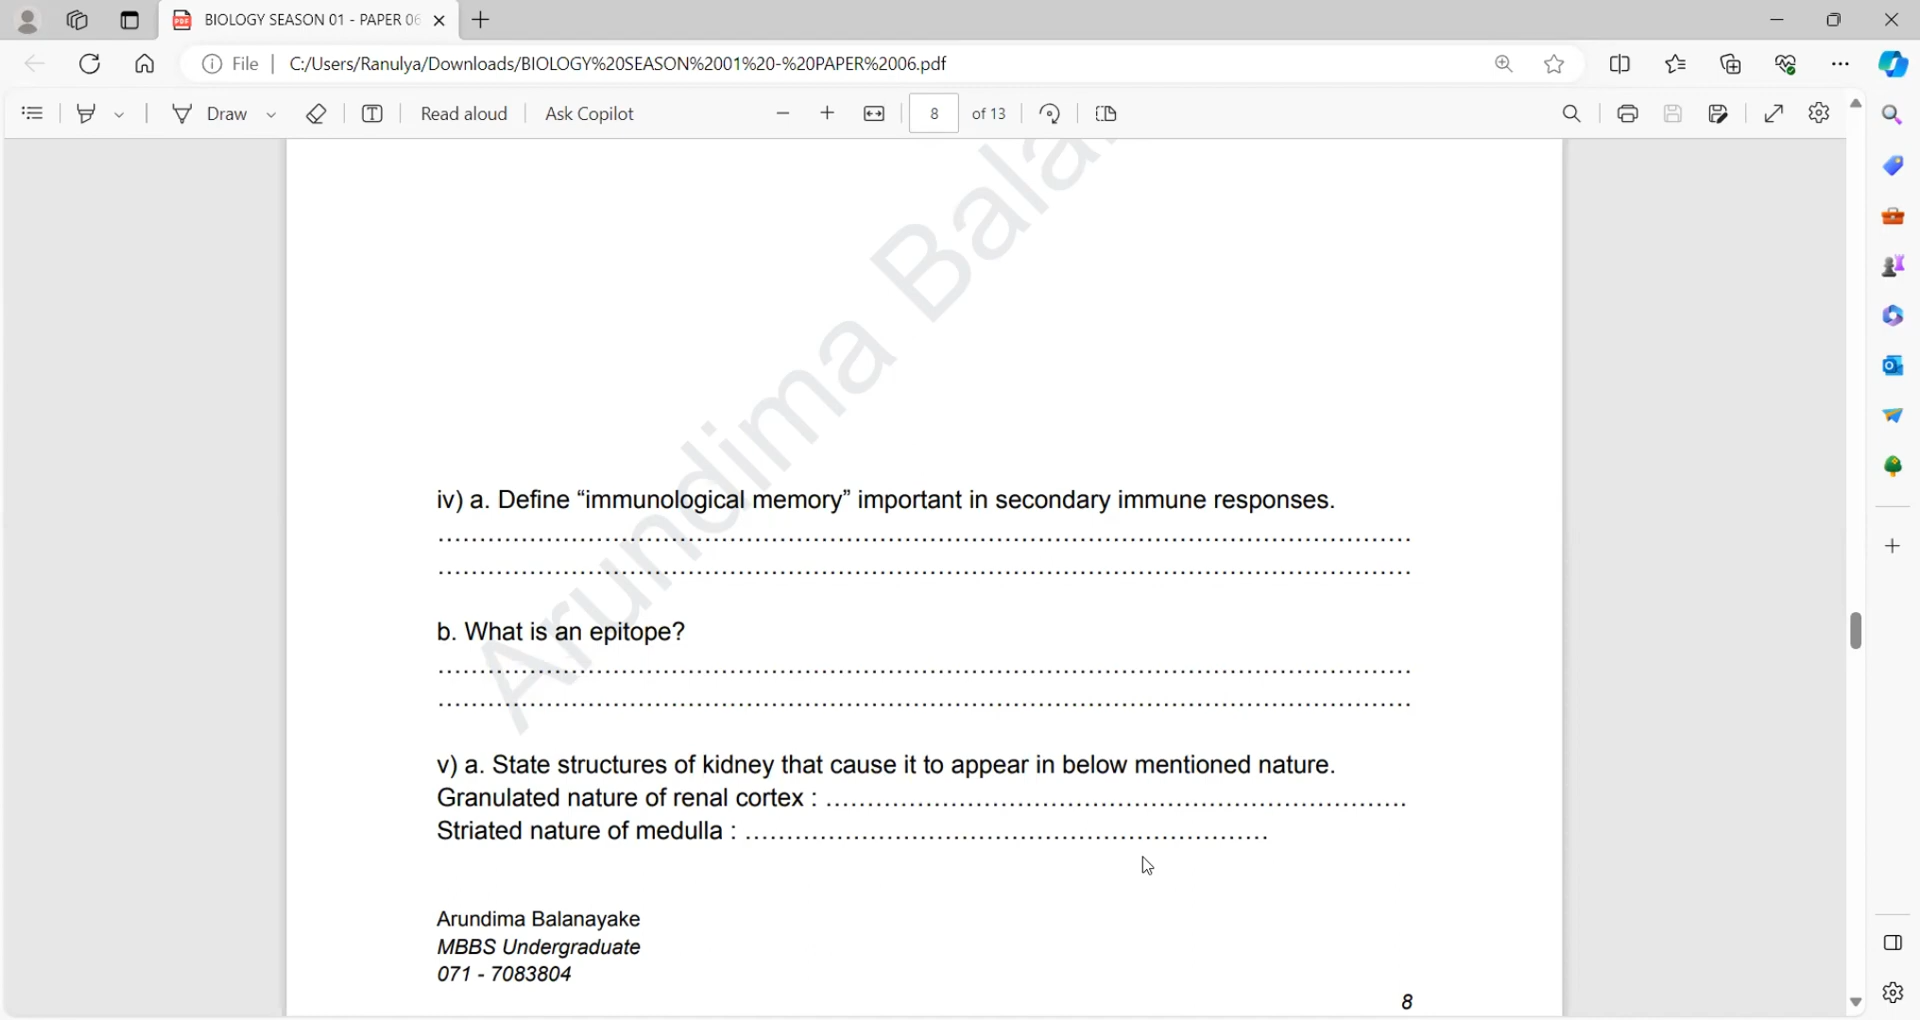 BIOLOGY SEASON 01 - PAPER 06
File | C:/Users/Ranulya/Downloads/BIOLOGY%20SEASON%2001%20-%20PAPER%2006.pdf
Draw
Read aloud
Ask Copilot
8 of 13
Arundima Bala
iv) a. Define “immunological memory” important in secondary immune responses.
b. What is an epitope?
v) a. State structures of kidney that cause it to appear in below mentioned nature.
Granulated nature of renal cortex : ....................................................................
Striated nature of medulla : .............................................................
Arundima Balanayake
MBBS Undergraduate
071 - 7083804
8